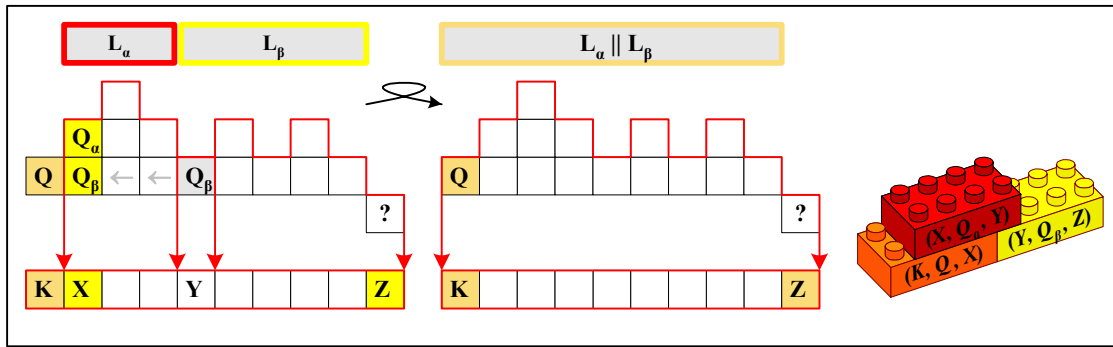 Lα Lβ Lα || Lβ
Qα
Q Qβ ← ← Qβ Q
? ?
K X Y Z K Z
(X, Qα, Y) (Y, Qβ, Z)
(K, Q, X)